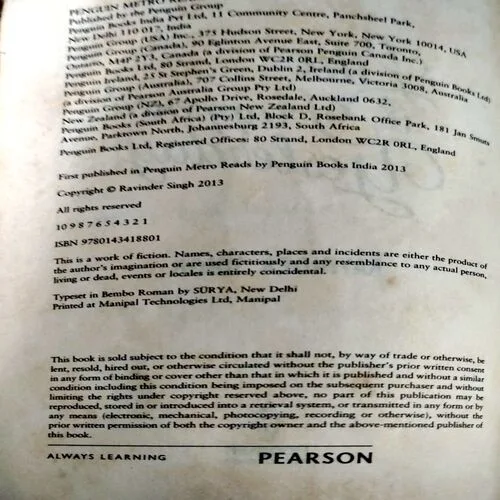 PENGUIN METRO REA
Published by the Penguin Group
Penguin Books India Pvt Ltd, 11 Community Centre, Panchsheel Park,
New Delhi 110 017, India
Penguin Group (USA) Inc., 375 Hudson Street, New York, New York 10014, USA
Penguin Group (Canada), 90 Eglinton Avenue East, Suite 700, Toronto,
Ontario, M4P 2Y3, Canada (a division of Pearson Penguin Canada Inc.)
Penguin Books Ltd, 80 Strand, London WC2R 0RL, England
Penguin Ireland, 25 St Stephen's Green, Dublin 2, Ireland (a division of Penguin Books Ltd)
Penguin Group (Australia), 707 Collins Street, Melbourne, Victoria 3008, Australia
(a division of Pearson Australia Group Pty Ltd)
Penguin Group (NZ), 67 Apollo Drive, Rosedale, Auckland 0632,
New Zealand (a division of Pearson New Zealand Ltd)
Penguin Books (South Africa) (Pty) Ltd, Block D, Rosebank Office Park, 181 Jan Smuts
Avenue, Parktown North, Johannesburg 2193, South Africa
Penguin Books Ltd, Registered Offices: 80 Strand, London WC2R 0RL, England
First published in Penguin Metro Reads by Penguin Books India 2013
Copyright © Ravinder Singh 2013
All rights reserved
10 9 8 7 6 5 4 3 2 1
ISBN 9780143418801
This is a work of fiction. Names, characters, places and incidents are either the product of
the author's imagination or are used fictitiously and any resemblance to any actual person,
living or dead, events or locales is entirely coincidental.
Typeset in Bembo Roman by SŪRYA, New Delhi
Printed at Manipal Technologies Ltd, Manipal
This book is sold subject to the condition that it shall not, by way of trade or otherwise, be
lent, resold, hired out, or otherwise circulated without the publisher's prior written consent
in any form of binding or cover other than that in which it is published and without a similar
condition including this condition being imposed on the subsequent purchaser and without
limiting the rights under copyright reserved above, no part of this publication may be
reproduced, stored in or introduced into a retrieval system, or transmitted in any form or by
any means (electronic, mechanical, photocopying, recording or otherwise), without the
prior written permission of both the copyright owner and the above-mentioned publisher of
this book.
ALWAYS LEARNING PEARSON